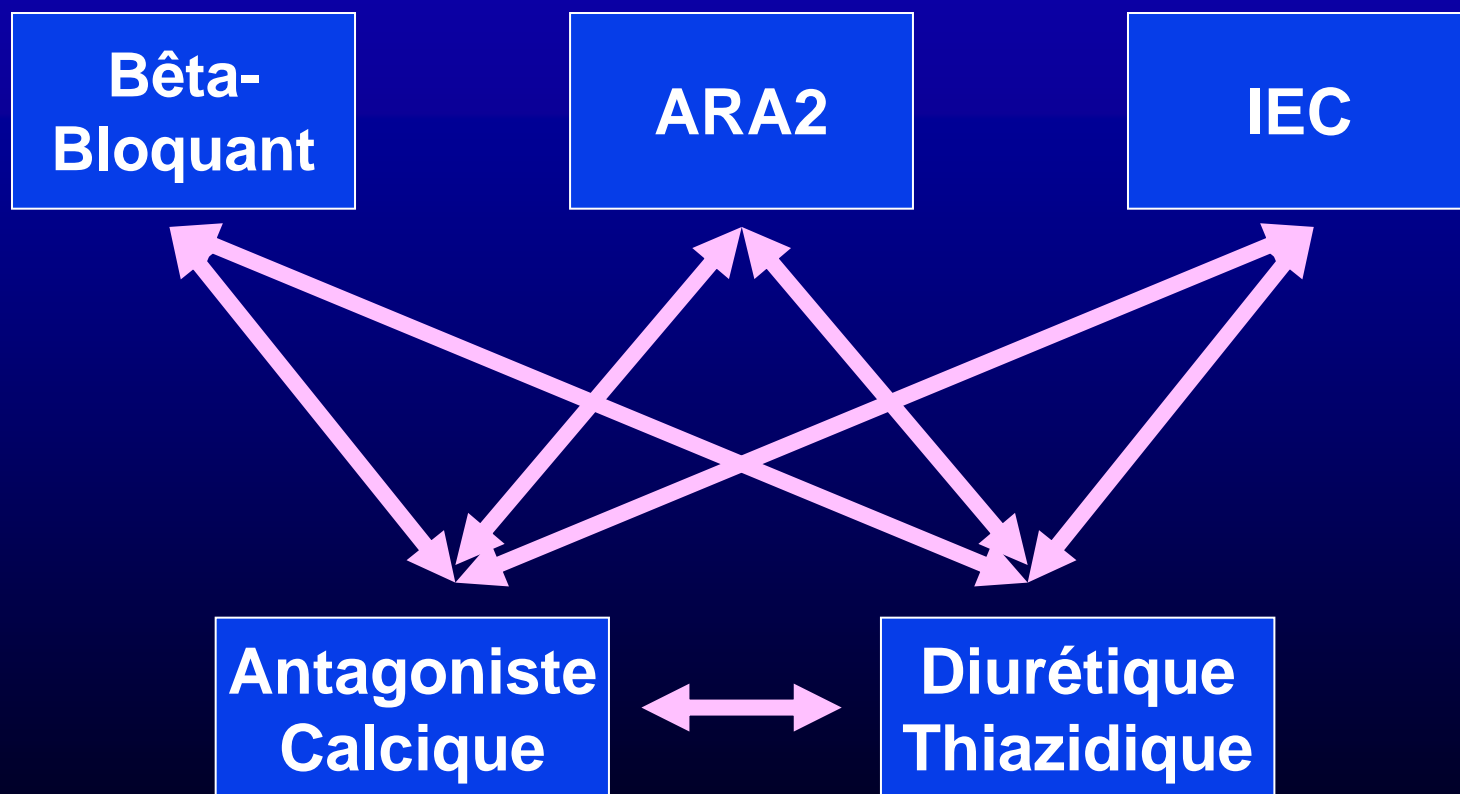 Bêta-
Bloquant
ARA2
IEC
Antagoniste
Calcique
Diurétique
Thiazidique